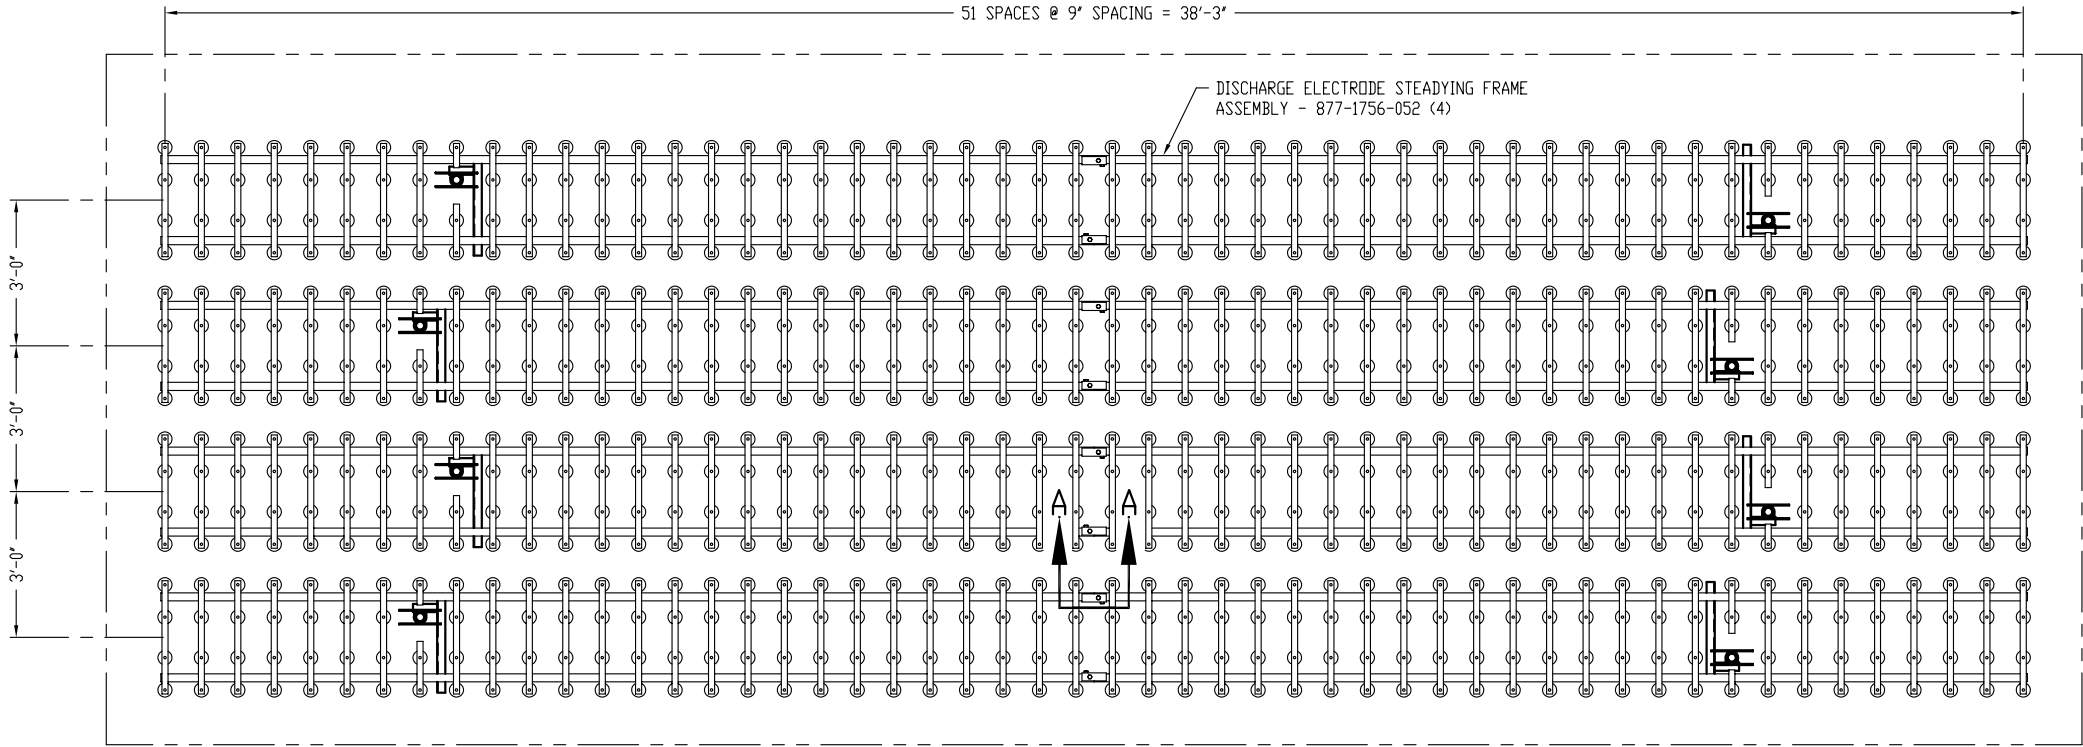 51 SPACES @ 9" SPACING = 38'-3"
DISCHARGE ELECTRODE STEADYING FRAME
ASSEMBLY - 877-1756-052 (4)
3'-0"
3'-0"
3'-0"
A
A